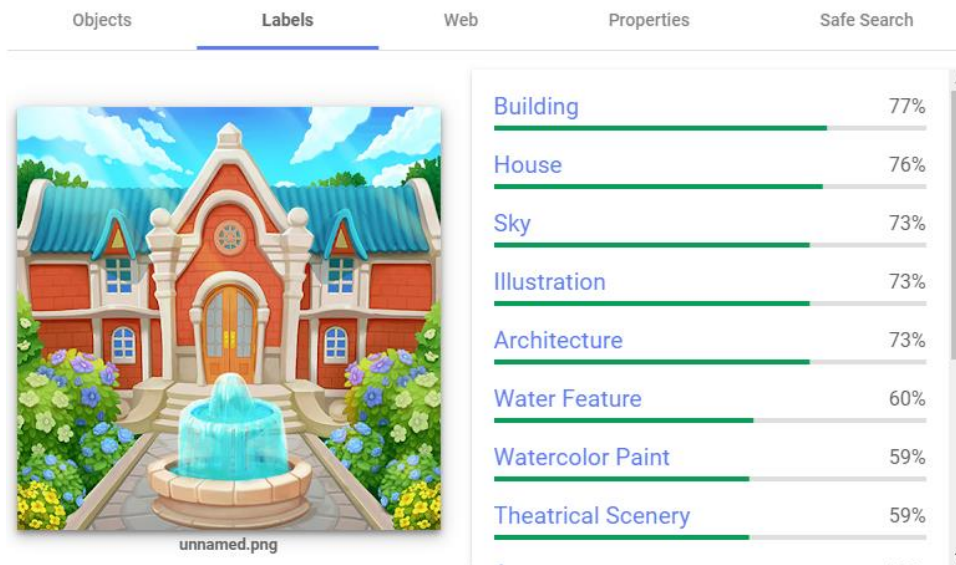 Objects Labels Web Properties Safe Search
Building 77%
House 76%
Sky 73%
Illustration 73%
Architecture 73%
Water Feature 60%
Watercolor Paint 59%
Theatrical Scenery 59%
unnamed.png